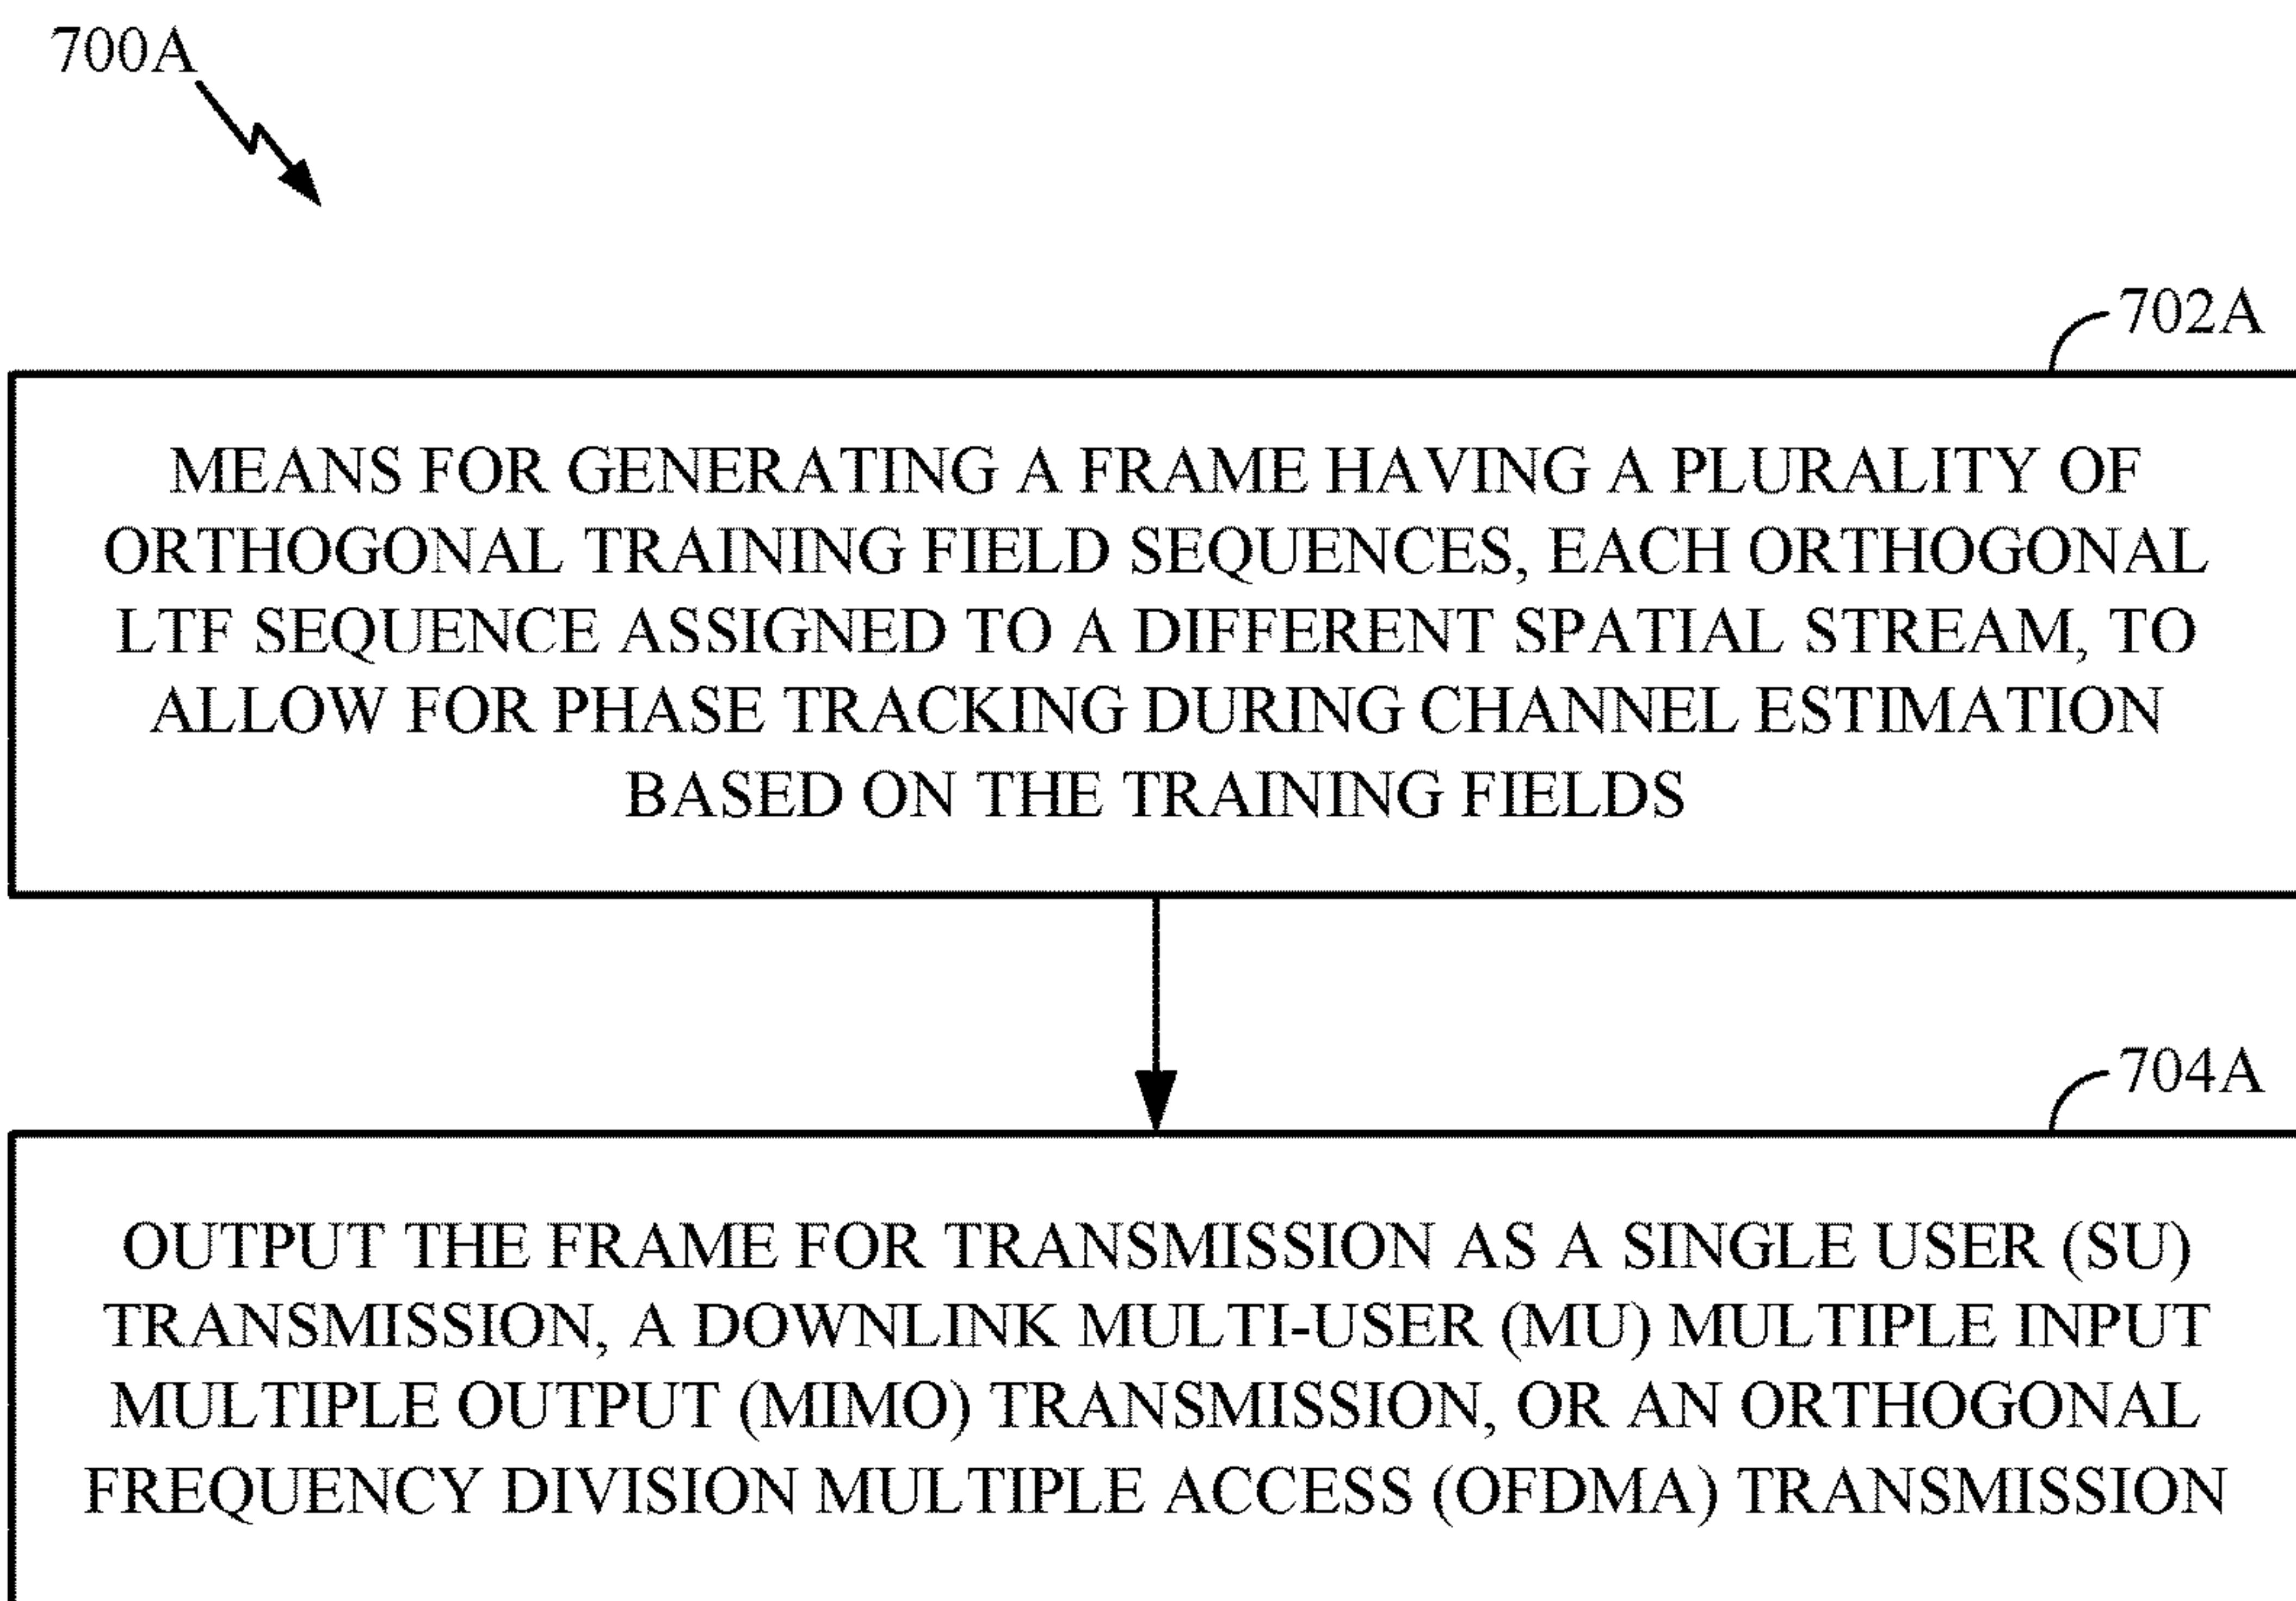 700A
702A
MEANS FOR GENERATING A FRAME HAVING A PLURALITY OF
ORTHOGONAL TRAINING FIELD SEQUENCES, EACH ORTHOGONAL
LTF SEQUENCE ASSIGNED TO A DIFFERENT SPATIAL STREAM, TO
ALLOW FOR PHASE TRACKING DURING CHANNEL ESTIMATION
BASED ON THE TRAINING FIELDS
704A
OUTPUT THE FRAME FOR TRANSMISSION AS A SINGLE USER (SU)
TRANSMISSION, A DOWNLINK MULTI-USER (MU) MULTIPLE INPUT
MULTIPLE OUTPUT (MIMO) TRANSMISSION, OR AN ORTHOGONAL
FREQUENCY DIVISION MULTIPLE ACCESS (OFDMA) TRANSMISSION